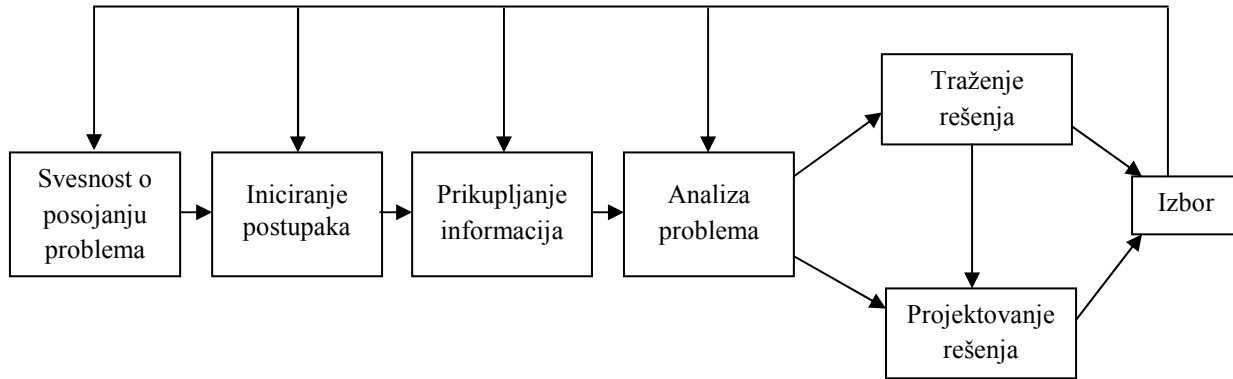 Svesnost o
posojanju
problema
Iniciranje
postupaka
Prikupljanje
informacija
Analiza
problema
Traženje
rešenja
Projektovanje
rešenja
Izbor